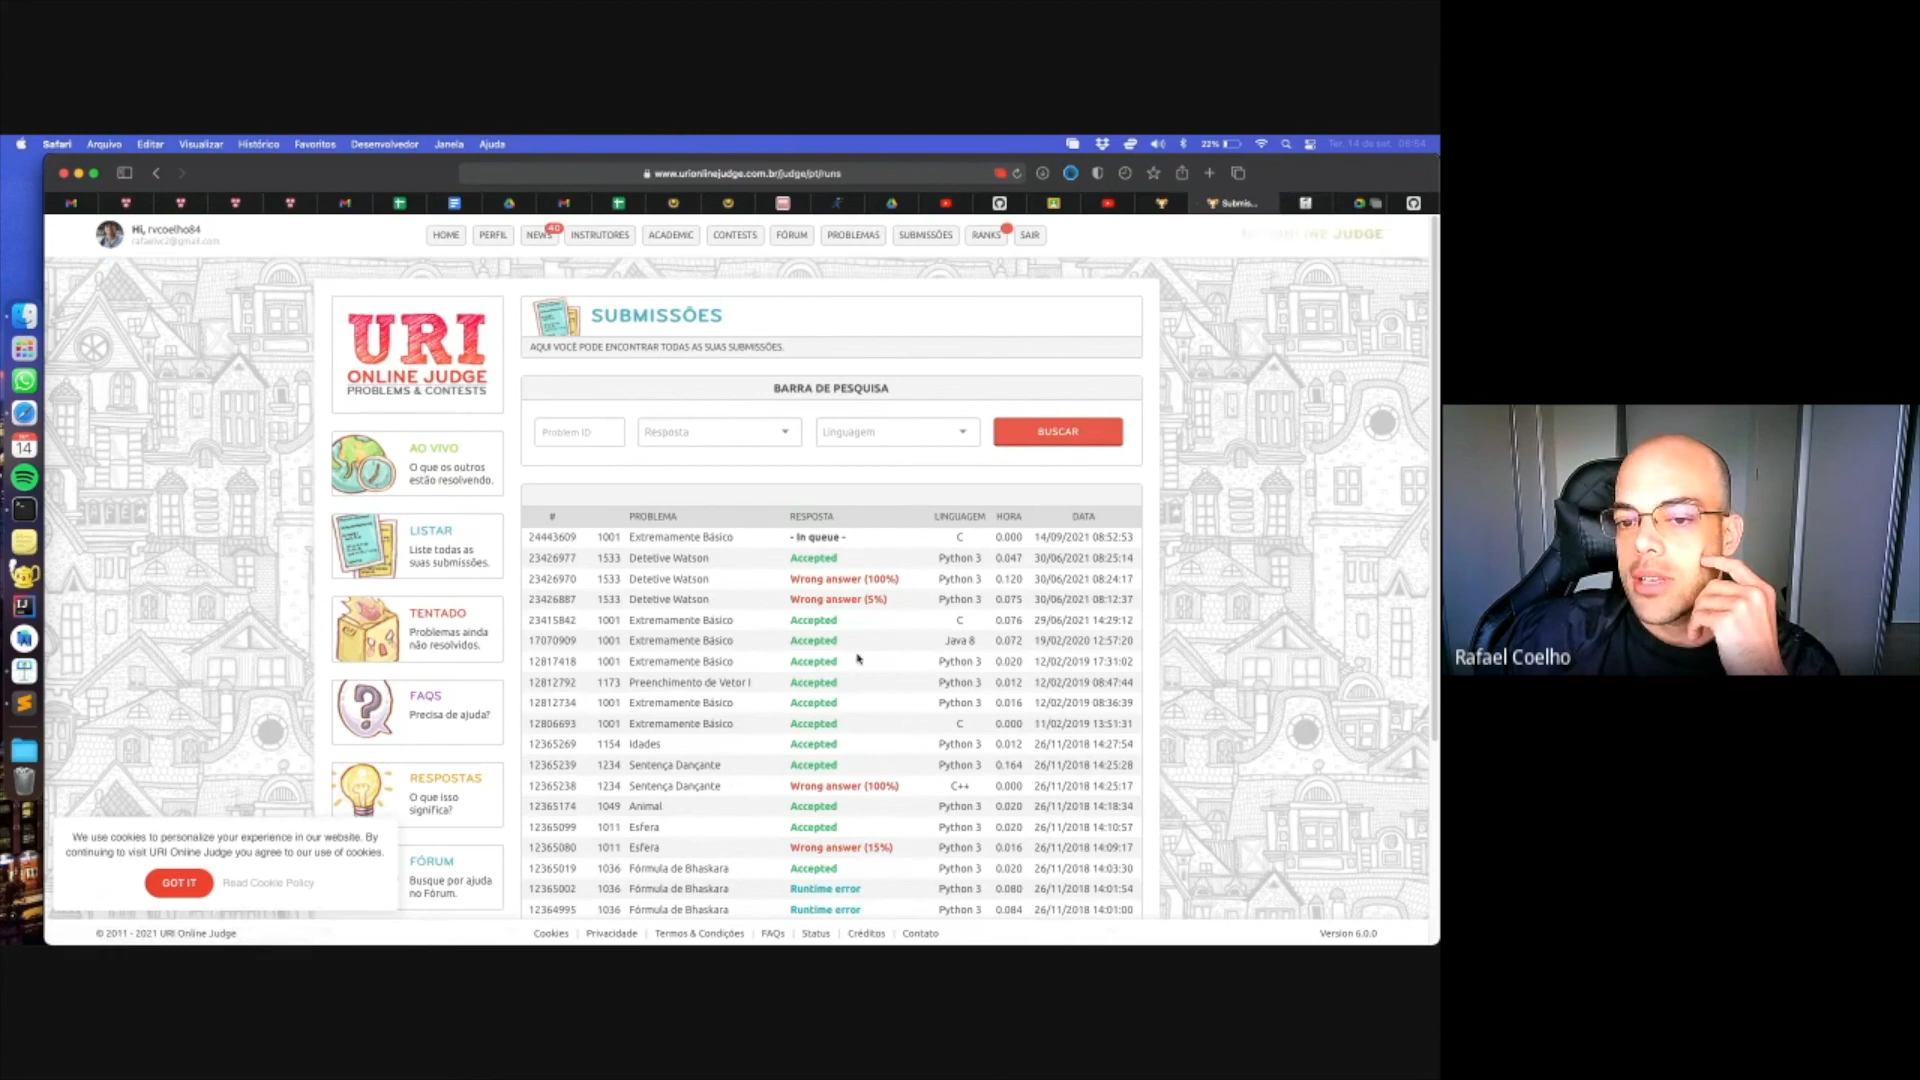 Safari Arquivo Editar Visualizar Histórico Favoritos Desenvolvedor Janela Ajuda 22% Ter. 14 de set. 08:54
www.urionlinejudge.com.br/judge/pt/runs
Submis...
Hi, rvcoelho84
rafaelvc2@gmail.com
HOME PERFIL NEWS 40 INSTRUTORES ACADEMIC CONTESTS FÓRUM PROBLEMAS SUBMISSÕES RANKS SAIR
JUDGE
URI
ONLINE JUDGE
PROBLEMS & CONTESTS
SUBMISSÕES
AQUI VOCÊ PODE ENCONTRAR TODAS AS SUAS SUBMISSÕES.
BARRA DE PESQUISA
Problem ID Resposta Linguagem BUSCAR
AO VIVO
O que os outros
estão resolvendo.
LISTAR
Liste todas as
suas submissões.
TENTADO
Problemas ainda
não resolvidos.
FAQS
Precisa de ajuda?
RESPOSTAS
O que isso
significa?
FÓRUM
Busque por ajuda
no Fórum.
# PROBLEMA RESPOSTA LINGUAGEM HORA DATA
24443609 1001 Extremamente Básico - In queue - C 0.000 14/09/2021 08:52:53
23426977 1533 Detetive Watson Accepted Python 3 0.047 30/06/2021 08:25:14
23426970 1533 Detetive Watson Wrong answer (100%) Python 3 0.120 30/06/2021 08:24:17
23426887 1533 Detetive Watson Wrong answer (5%) Python 3 0.075 30/06/2021 08:12:37
23415842 1001 Extremamente Básico Accepted C 0.076 29/06/2021 14:29:12
17070909 1001 Extremamente Básico Accepted Java 8 0.072 19/02/2020 12:57:20
12817418 1001 Extremamente Básico Accepted Python 3 0.020 12/02/2019 17:31:02
12812792 1173 Preenchimento de Vetor I Accepted Python 3 0.012 12/02/2019 08:47:44
12812734 1001 Extremamente Básico Accepted Python 3 0.016 12/02/2019 08:36:39
12806693 1001 Extremamente Básico Accepted C 0.000 11/02/2019 13:51:31
12365269 1154 Idades Accepted Python 3 0.012 26/11/2018 14:27:54
12365239 1234 Sentença Dançante Accepted Python 3 0.164 26/11/2018 14:25:28
12365238 1234 Sentença Dançante Wrong answer (100%) C++ 0.000 26/11/2018 14:25:17
12365174 1049 Animal Accepted Python 3 0.020 26/11/2018 14:18:34
12365099 1011 Esfera Accepted Python 3 0.020 26/11/2018 14:10:57
12365080 1011 Esfera Wrong answer (15%) Python 3 0.016 26/11/2018 14:09:17
12365019 1036 Fórmula de Bhaskara Accepted Python 3 0.020 26/11/2018 14:03:30
12365002 1036 Fórmula de Bhaskara Runtime error Python 3 0.080 26/11/2018 14:01:54
12364995 1036 Fórmula de Bhaskara Runtime error Python 3 0.084 26/11/2018 14:01:00
We use cookies to personalize your experience in our website. By
continuing to visit URI Online Judge you agree to our use of cookies.
GOT IT Read Cookie Policy
© 2011 - 2021 URI Online Judge
Cookies | Privacidade | Termos & Condições | FAQs | Status | Créditos | Contato
Version 6.0.0
14
Rafael Coelho